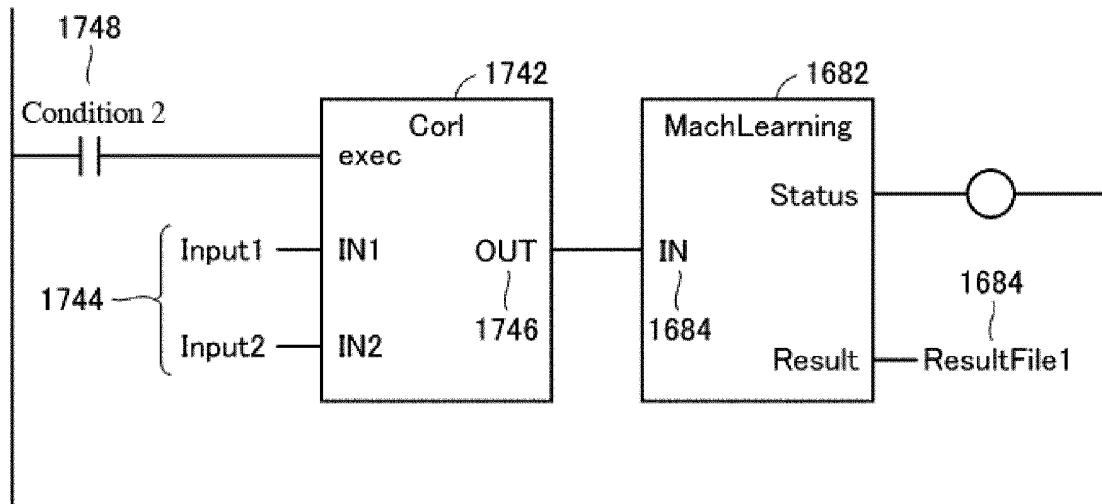 1748
Condition 2
1742
Corl
exec
IN1
IN2
OUT
1746
1744
Input1
Input2
1682
MachLearning
Status
IN
1684
Result
1684
ResultFile1